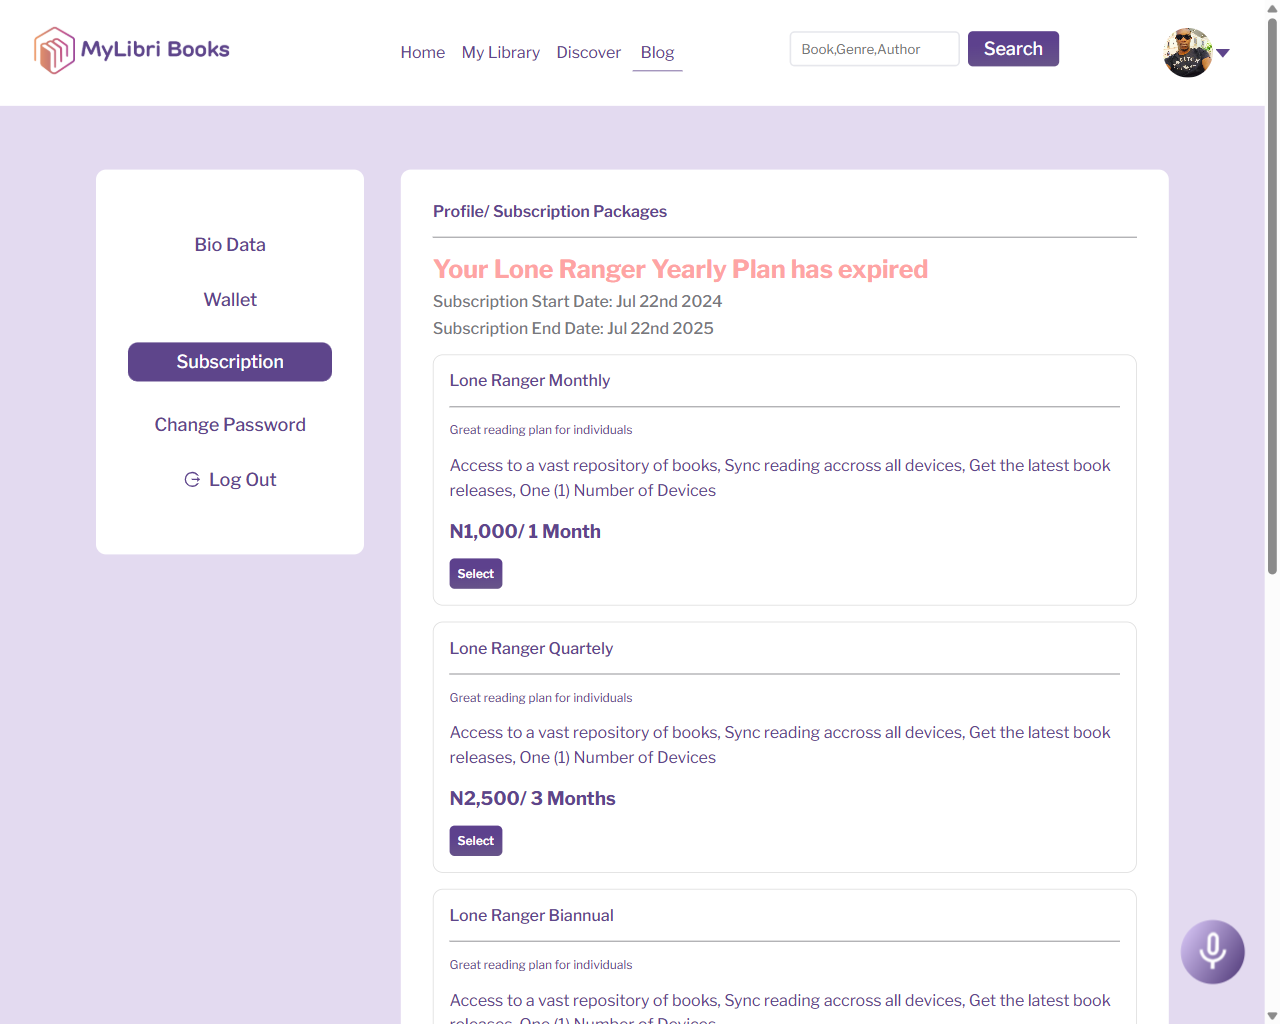 MyLibri Books
Home
My Library
Discover
Blog
Book,Genre,Author
Search
Bio Data
Wallet
Subscription
Change Password
Log Out
Profile/ Subscription Packages
Your Lone Ranger Yearly Plan has expired
Subscription Start Date: Jul 22nd 2024
Subscription End Date: Jul 22nd 2025
Lone Ranger Monthly
Great reading plan for individuals
Access to a vast repository of books, Sync reading accross all devices, Get the latest book
releases, One (1) Number of Devices
N1,000/ 1 Month
Select
Lone Ranger Quartely
Great reading plan for individuals
Access to a vast repository of books, Sync reading accross all devices, Get the latest book
releases, One (1) Number of Devices
N2,500/ 3 Months
Select
Lone Ranger Biannual
Great reading plan for individuals
Access to a vast repository of books, Sync reading accross all devices, Get the latest book
releases, One (1) Number of Devices